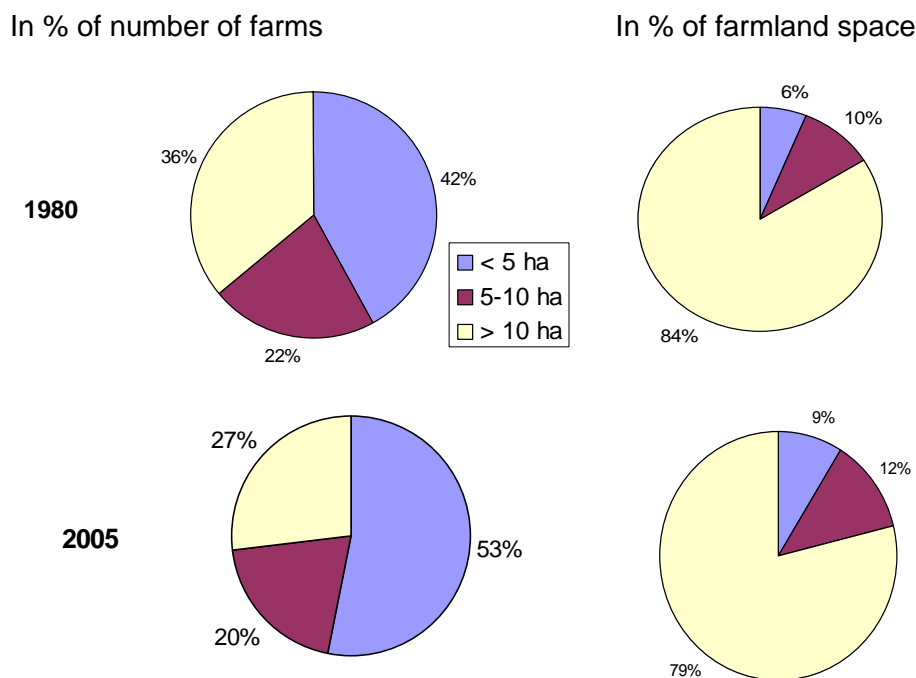 In % of number of farms
In % of farmland space
1980
36%
42%
22%
6%
10%
84%
< 5 ha
5-10 ha
> 10 ha
2005
27%
53%
20%
9%
12%
79%